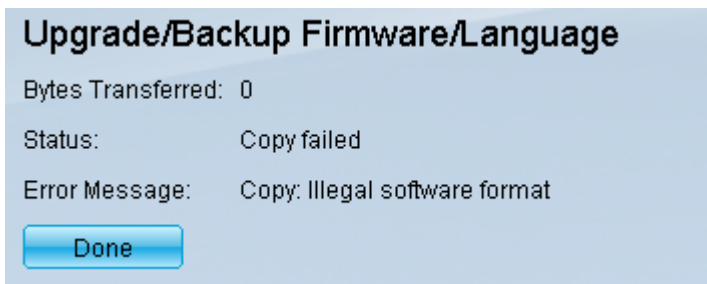 Upgrade/Backup Firmware/Language
Bytes Transferred: 0
Status: Copy failed
Error Message: Copy: Illegal software format
Done